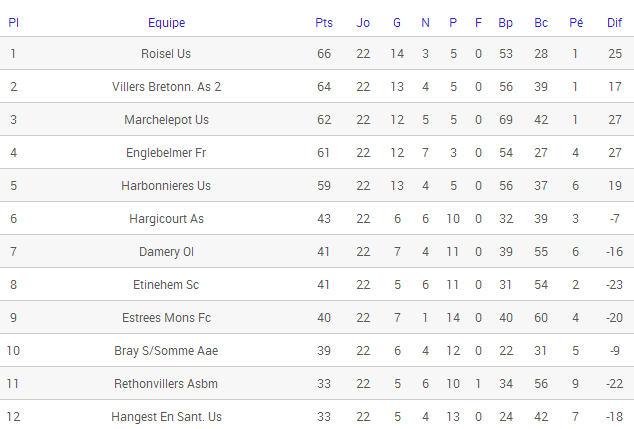 Pl Equipe Pts Jo G N P F Bp Bc Pé Dif
1 Roisel Us 66 22 14 3 5 0 53 28 1 25
2 Villers Bretonn. As 2 64 22 13 4 5 0 56 39 1 17
3 Marchelepot Us 62 22 12 5 5 0 69 42 1 27
4 Englebelmer Fr 61 22 12 7 3 0 54 27 4 27
5 Harbonnieres Us 59 22 13 4 5 0 56 37 6 19
6 Hargicourt As 43 22 6 6 10 0 32 39 3 -7
7 Damery Ol 41 22 7 4 11 0 39 55 6 -16
8 Etinehem Sc 41 22 5 6 11 0 31 54 2 -23
9 Estrees Mons Fc 40 22 7 1 14 0 40 60 4 -20
10 Bray S/Somme Aae 39 22 6 4 12 0 22 31 5 -9
11 Rethonvillers Asbm 33 22 5 6 10 1 34 56 9 -22
12 Hangest En Sant. Us 33 22 5 4 13 0 24 42 7 -18